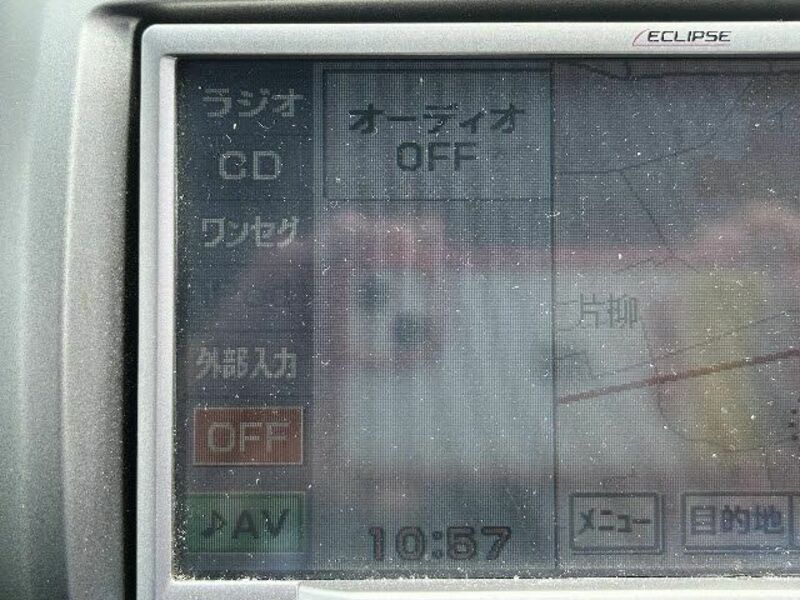 ECLIPSE
ラジオ
オーディオ
OFF
CD
ワンセグ
片柳
外部入力
OFF
♪AV
10:57
メニュー
目的地